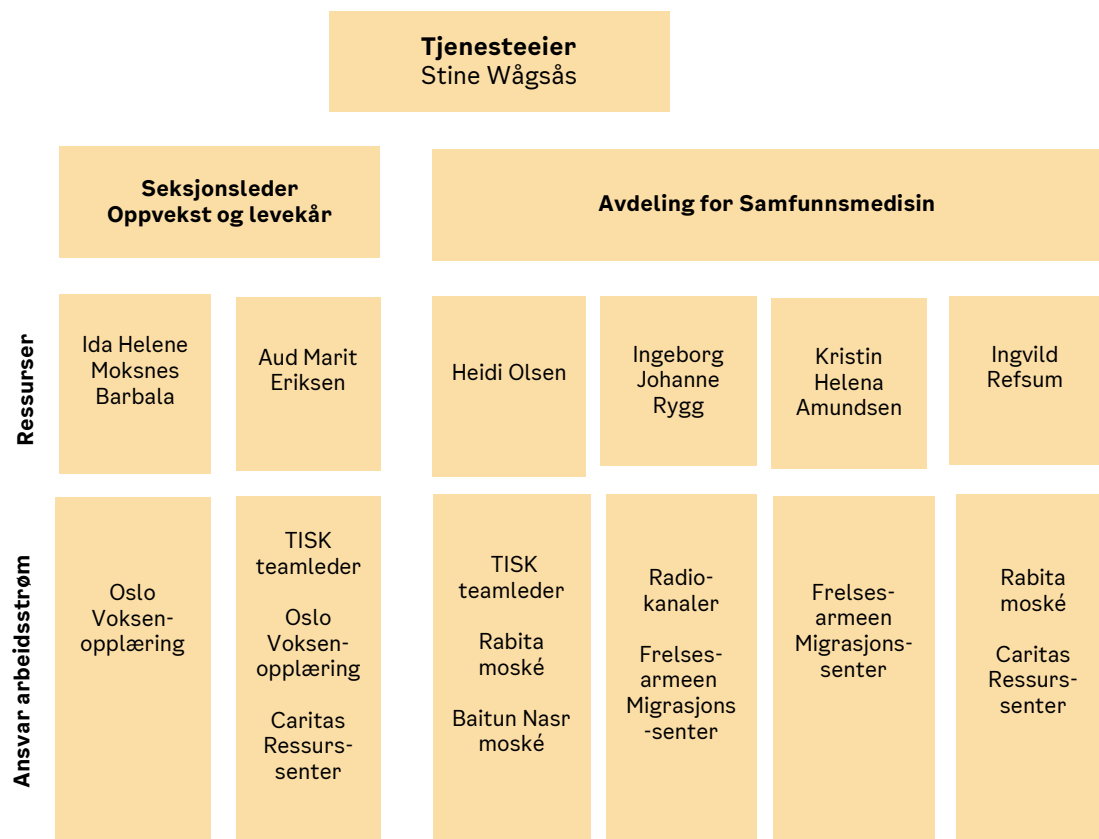 Tjenesteeier
Stine Wågsås
Seksjonsleder
Oppvekst og levekår
Avdeling for Samfunnsmedisin
Ressurser
Ida Helene
Moksnes
Barbala
Aud Marit
Eriksen
Heidi Olsen
Ingeborg
Johanne
Rygg
Kristin
Helena
Amundsen
Ingvild
Refsum
Ansvar arbeidsstrøm
Oslo
Voksen-
opplæring
TISK
teamleder
Oslo
Voksen-
opplæring
Caritas
Ressurs-
senter
TISK
teamleder
Rabita
moské
Baitun Nasr
moské
Radio-
kanaler
Frelses-
armeen
Migrasjons
-senter
Frelses-
armeen
Migrasjons-
senter
Rabita
moské
Caritas
Ressurs-
senter